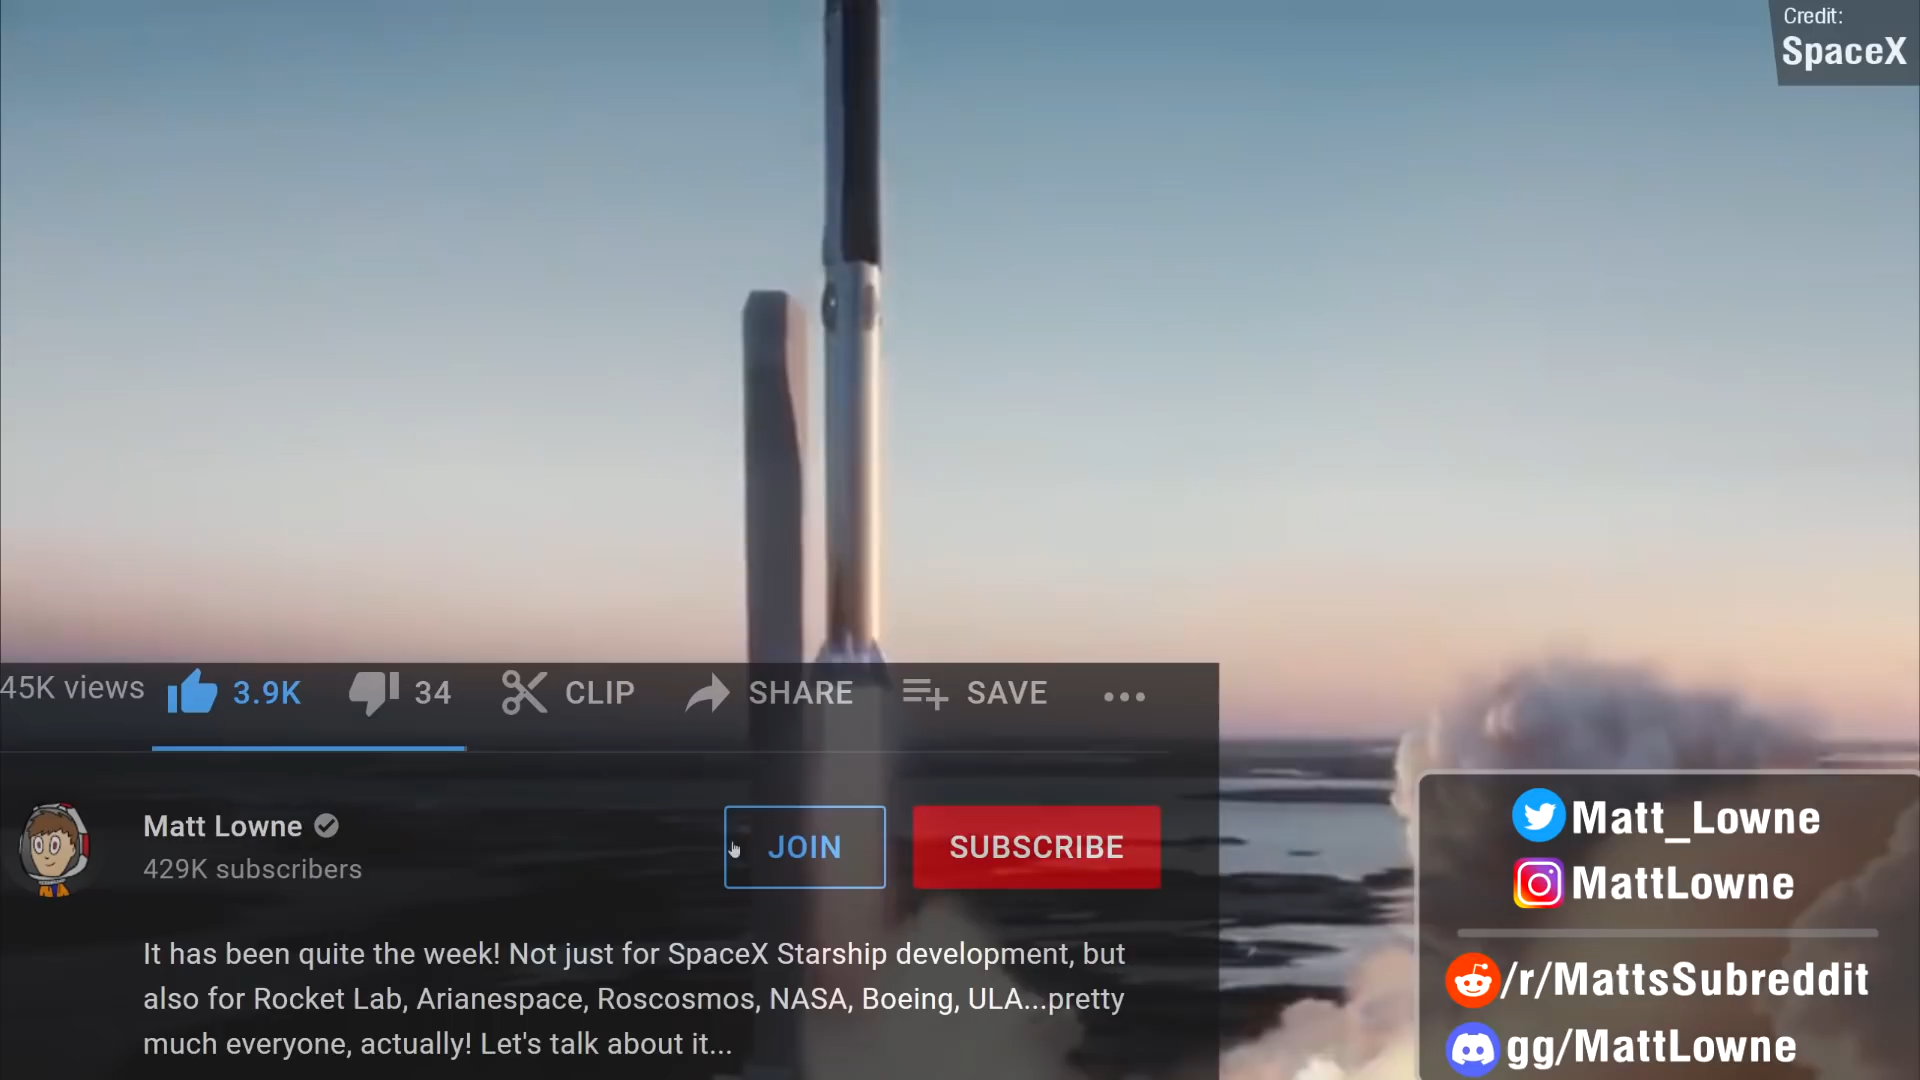 Credit:
SpaceX
45K views 3.9K 34 CLIP SHARE SAVE
Matt Lowne
429K subscribers
JOIN SUBSCRIBE
It has been quite the week! Not just for SpaceX Starship development, but
also for Rocket Lab, Arianespace, Roscosmos, NASA, Boeing, ULA...pretty
much everyone, actually! Let's talk about it...
Matt_Lowne
MattLowne
/r/MattsSubreddit
gg/MattLowne